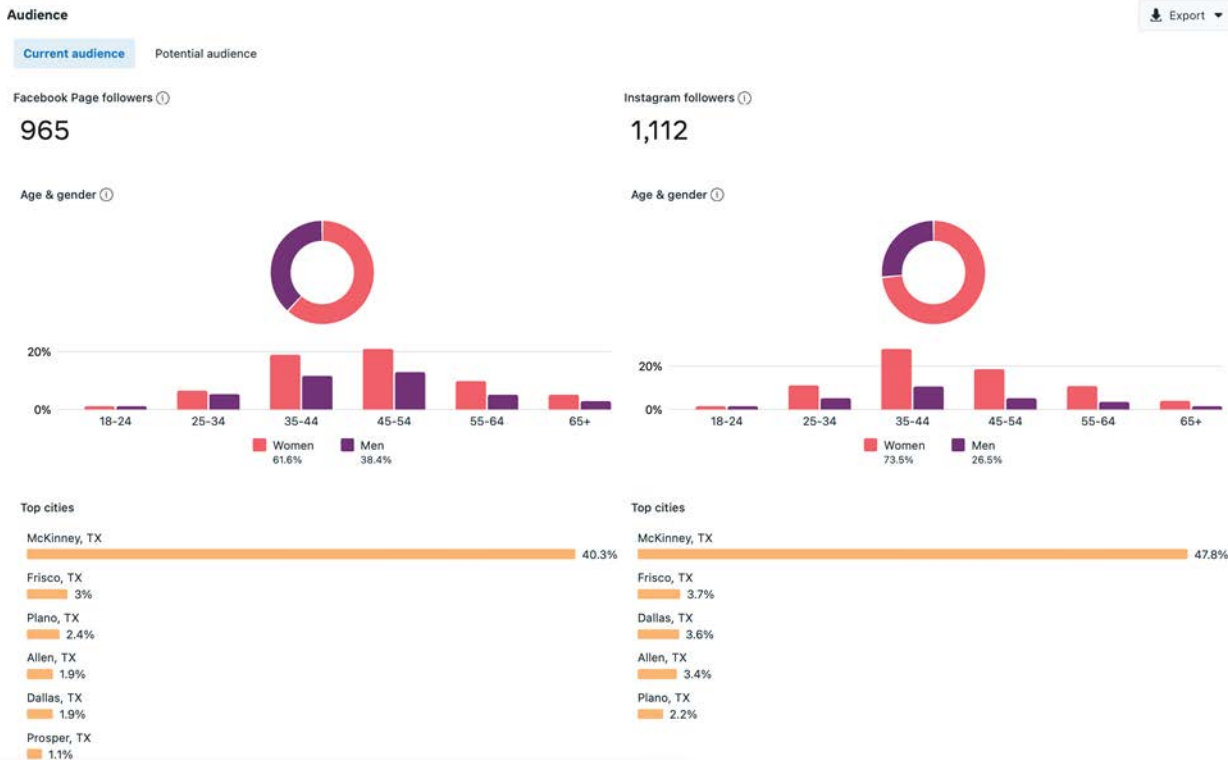 Audience
Export
Current audience
Potential audience
Facebook Page followers
965
Age & gender
20%
0%
18-24 25-34 35-44 45-54 55-64 65+
Women Men
61.6% 38.4%
Top cities
McKinney, TX
40.3%
Frisco, TX
3%
Plano, TX
2.4%
Allen, TX
1.9%
Dallas, TX
1.9%
Prosper, TX
1.1%
Instagram followers
1,112
Age & gender
20%
0%
18-24 25-34 35-44 45-54 55-64 65+
Women Men
73.5% 26.5%
Top cities
McKinney, TX
47.8%
Frisco, TX
3.7%
Dallas, TX
3.6%
Allen, TX
3.4%
Plano, TX
2.2%